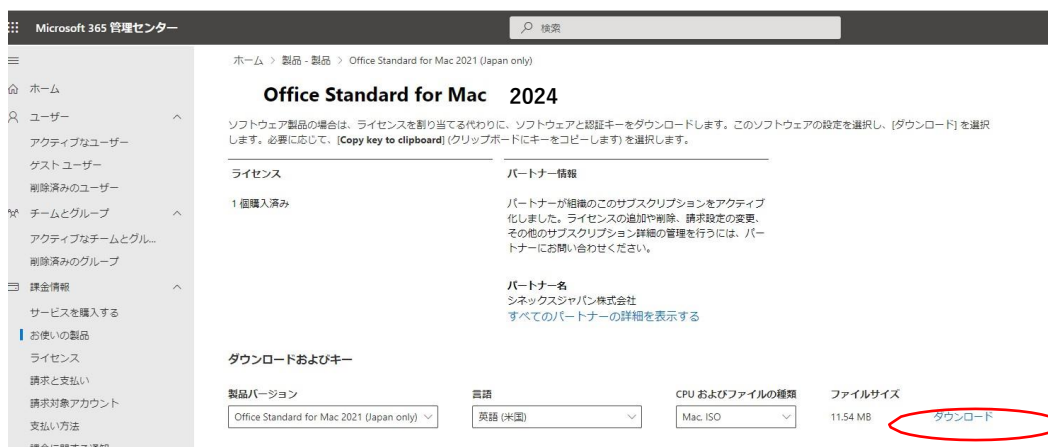 Microsoft 365 管理センター
検索
ホーム > 製品 - 製品 > Office Standard for Mac 2021 (Japan only)
ホーム
ユーザー
アクティブなユーザー
ゲスト ユーザー
削除済みのユーザー
チームとグループ
アクティブなチームとグル...
削除済みのグループ
課金情報
サービスを購入する
お使いの製品
ライセンス
請求と支払い
請求対象アカウント
支払い方法
Office Standard for Mac 2024
ソフトウェア製品の場合は、ライセンスを割り当てる代わりに、ソフトウェアと認証キーをダウンロードします。このソフトウェアの設定を選択し、[ダウンロード] を選択
します。必要に応じて、[Copy key to clipboard] (クリップボードにキーをコピーします) を選択します。
ライセンス
1 個購入済み
パートナー情報
パートナーが組織のこのサブスクリプションをアクティブ
化しました。ライセンスの追加や削除、請求設定の変更、
その他のサブスクリプション詳細の管理を行うには、パー
トナーにお問い合わせください。
パートナー名
シネックスジャパン株式会社
すべてのパートナーの詳細を表示する
ダウンロードおよびキー
製品バージョン
Office Standard for Mac 2021 (Japan only)
言語
英語 (米国)
CPU およびファイルの種類
Mac, ISO
ファイルサイズ
11.54 MB
ダウンロード